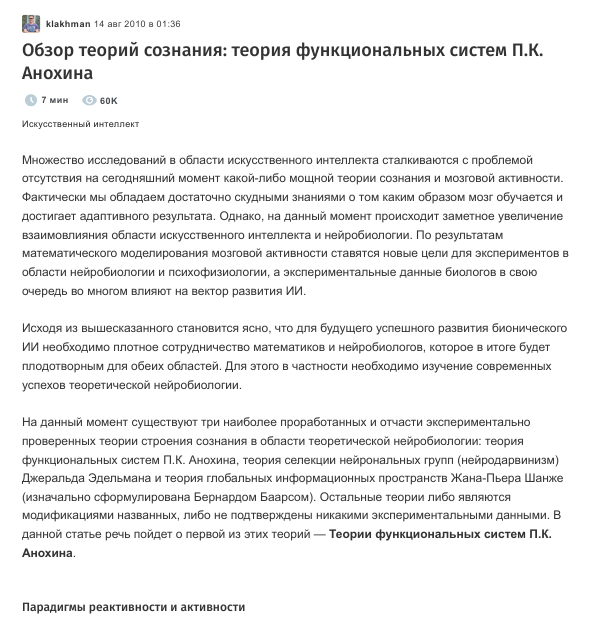 klakhman 14 авг 2010 в 01:36
Обзор теорий сознания: теория функциональных систем П.К.
Анохина
7 мин 60K
Искусственный интеллект
Множество исследований в области искусственного интеллекта сталкиваются с проблемой
отсутствия на сегодняшний момент какой-либо мощной теории сознания и мозговой активности.
Фактически мы обладаем достаточно скудными знаниями о том каким образом мозг обучается и
достигает адаптивного результата. Однако, на данный момент происходит заметное увеличение
взаимовлияния области искусственного интеллекта и нейробиологии. По результатам
математического моделирования мозговой активности ставятся новые цели для экспериментов в
области нейробиологии и психофизиологии, а экспериментальные данные биологов в свою
очередь во многом влияют на вектор развития ИИ.
Исходя из вышесказанного становится ясно, что для будущего успешного развития бионического
ИИ необходимо плотное сотрудничество математиков и нейробиологов, которое в итоге будет
плодотворным для обеих областей. Для этого в частности необходимо изучение современных
успехов теоретической нейробиологии.
На данный момент существуют три наиболее проработанных и отчасти экспериментально
проверенных теории строения сознания в области теоретической нейробиологии: теория
функциональных систем П.К. Анохина, теория селекции нейрональных групп (нейродарвинизм)
Джеральда Эдельмана и теория глобальных информационных пространств Жана-Пьера Шанже
(изначально сформулирована Бернардом Баарсом). Остальные теории либо являются
модификациями названных, либо не подтверждены никакими экспериментальными данными. В
данной статье речь пойдет о первой из этих теорий — Теории функциональных систем П.К.
Анохина.
Парадигмы реактивности и активности